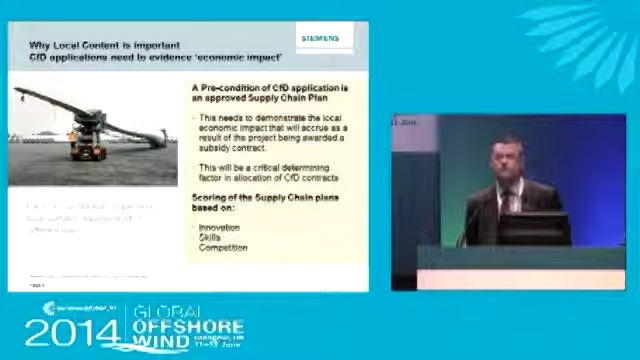 Why Local Content is Important
CfD applications need to evidence 'economic impact'
SIEMENS
A Pre-condition of CfD application is
an approved Supply Chain Plan
- This needs to demonstrate the local
economic impact that will accrue as a
result of the project being awarded a
subsidy contract.
- This will be a critical determining
factor in allocation of CfD contracts
Scoring of the Supply Chain plans
based on:
- Innovation
- Skills
- Competition
2014
GLOBAL
OFFSHORE
WIND